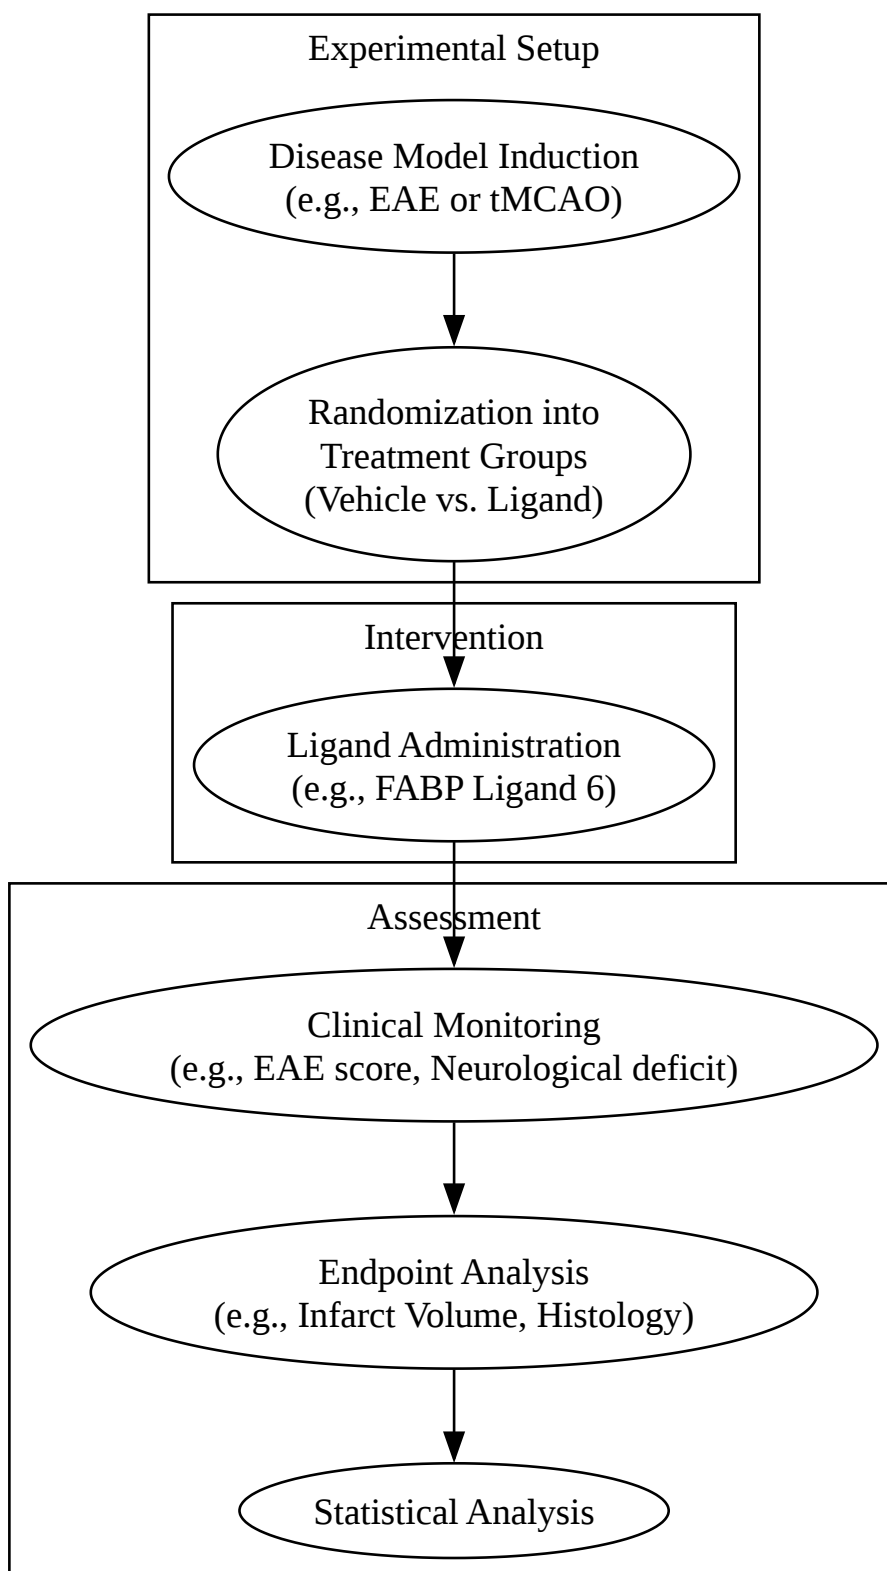 Experimental Setup
Disease Model Induction
(e.g., EAE or tMCAO)
Randomization into
Treatment Groups
(Vehicle vs. Ligand)
Intervention
Ligand Administration
(e.g., FABP Ligand 6)
Assessment
Clinical Monitoring
(e.g., EAE score, Neurological deficit)
Endpoint Analysis
(e.g., Infarct Volume, Histology)
Statistical Analysis